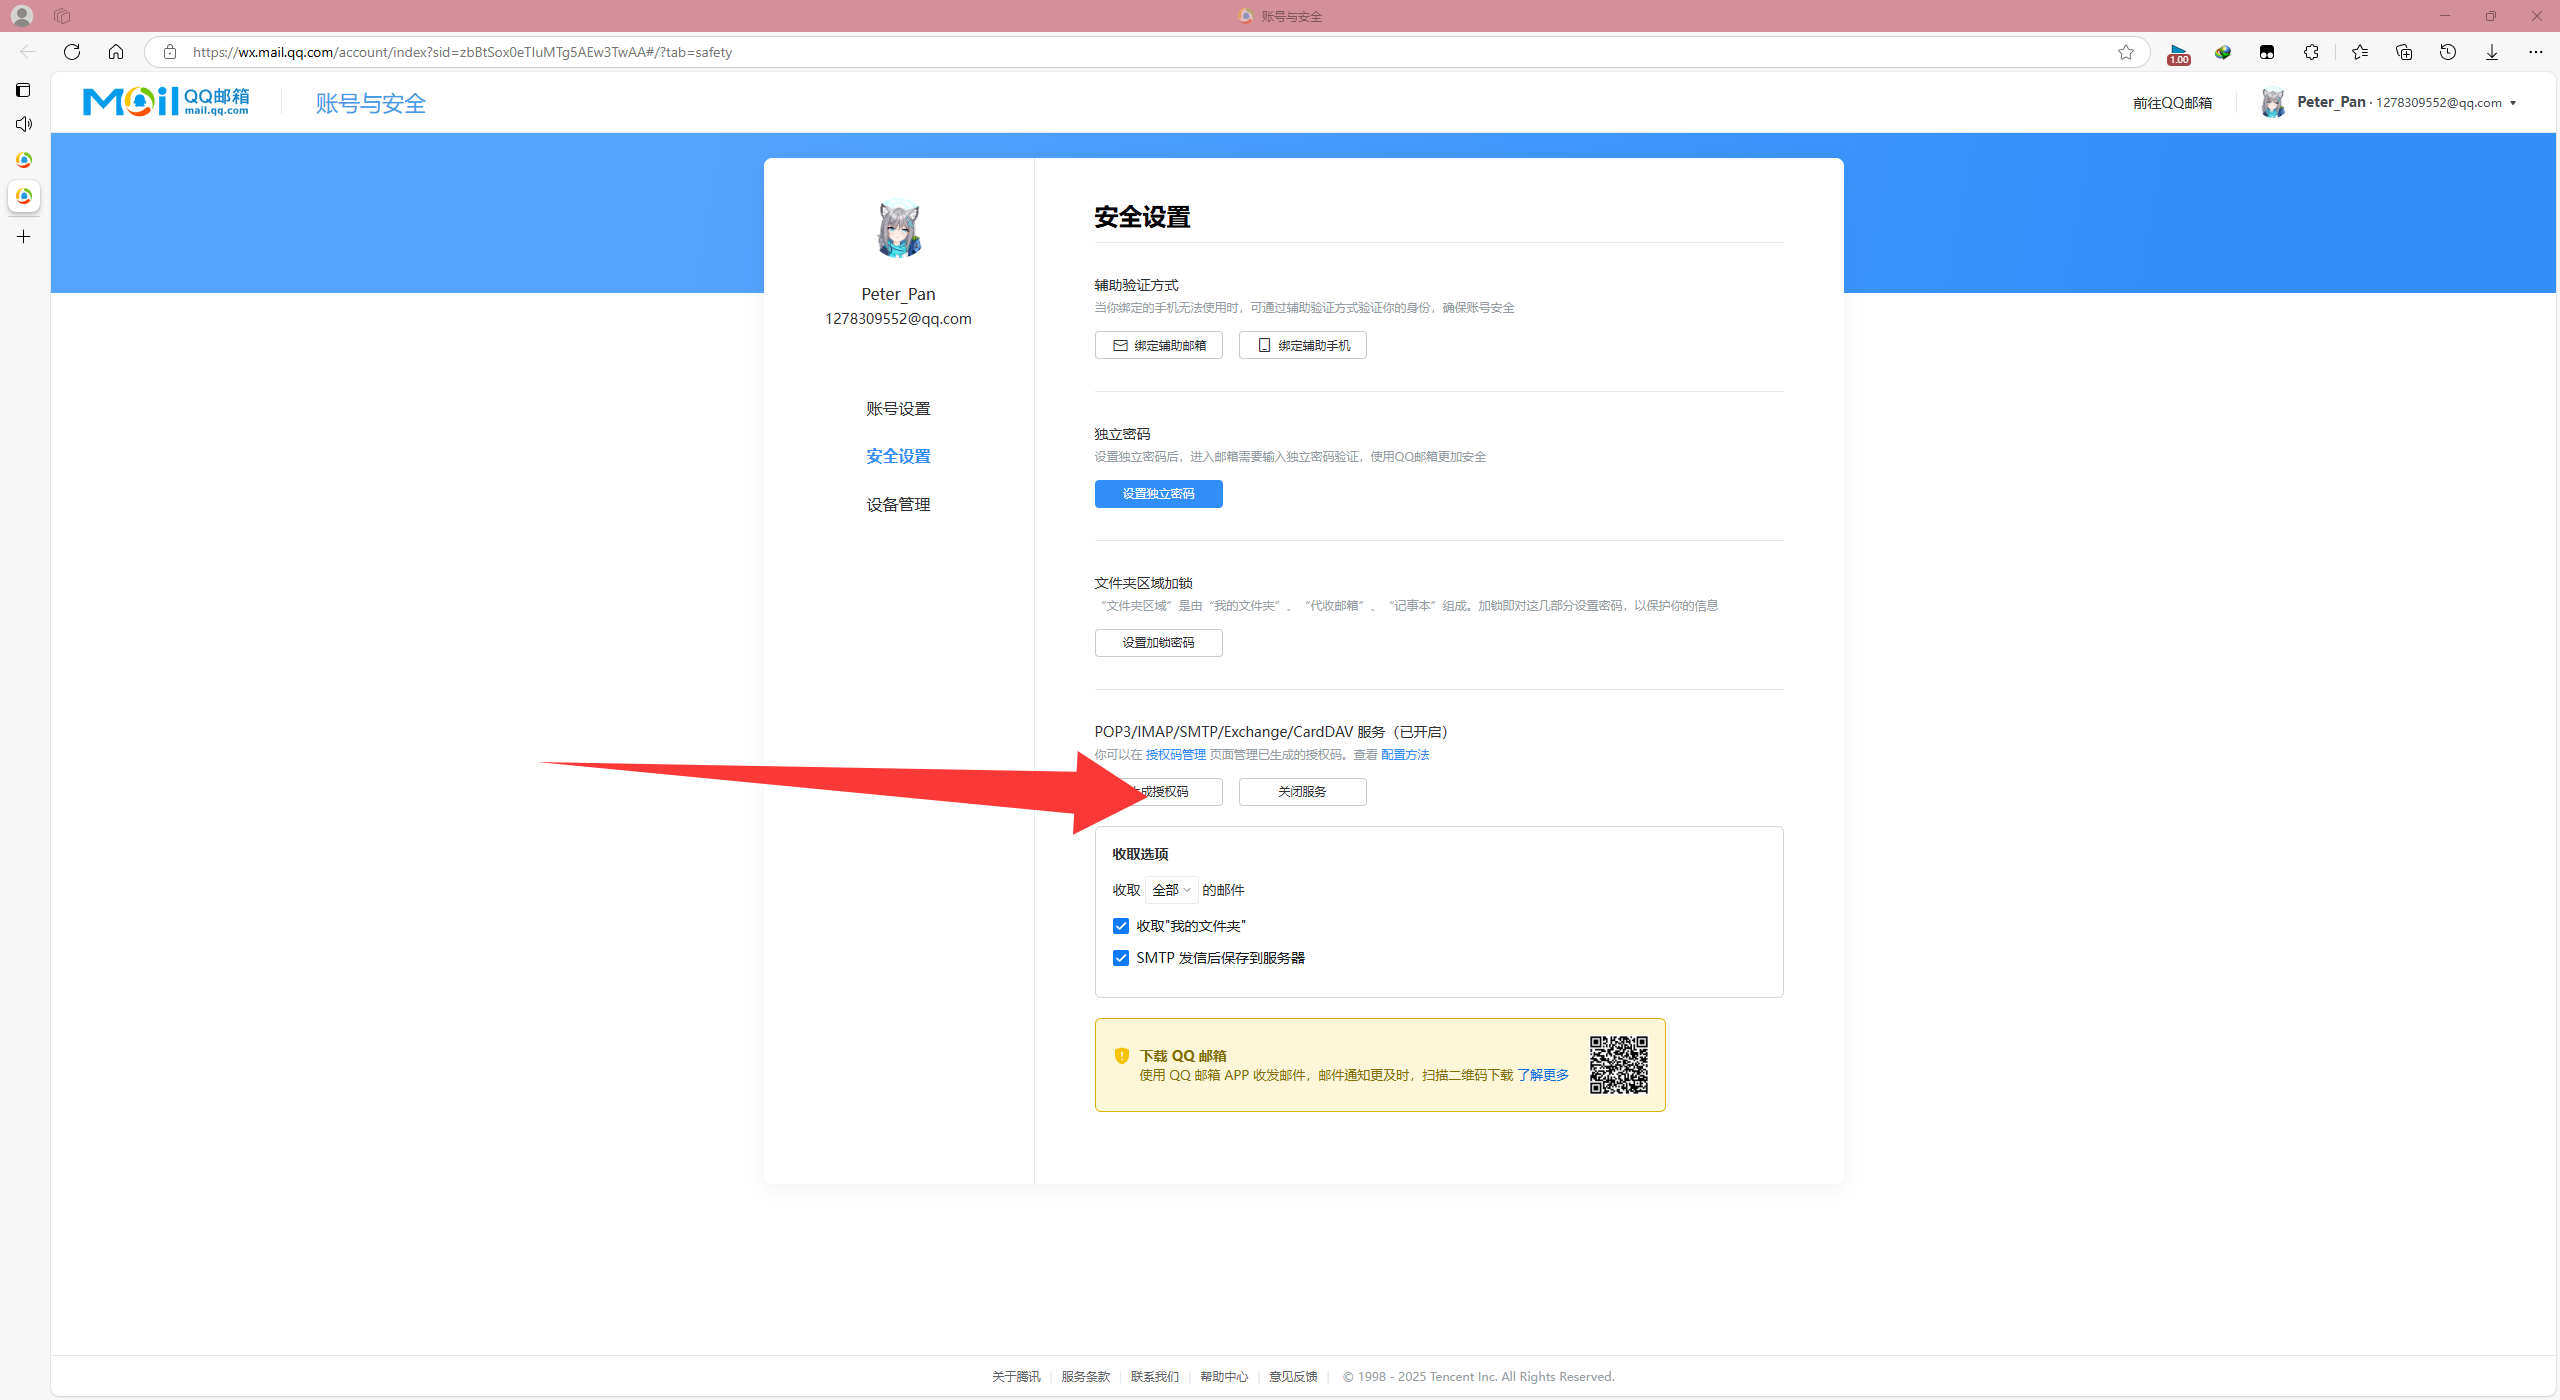 账号与安全
https://wx.mail.qq.com/account/index?sid=zbBtSox0eTluMTg5AEw3TwAA#/?tab=safety
1.00
Mail QQ邮箱
mail.qq.com
账号与安全
前往QQ邮箱
Peter_Pan · 1278309552@qq.com
Peter_Pan
1278309552@qq.com
账号设置
安全设置
设备管理
安全设置
辅助验证方式
当你绑定的手机无法使用时，可通过辅助验证方式验证你的身份，确保账号安全
绑定辅助邮箱
绑定辅助手机
独立密码
设置独立密码后，进入邮箱需要输入独立密码验证，使用QQ邮箱更加安全
设置独立密码
文件夹区域加锁
“文件夹区域”是由“我的文件夹”、“代收邮箱”、“记事本”组成。加锁即对这几部分设置密码，以保护你的信息
设置加锁密码
POP3/IMAP/SMTP/Exchange/CardDAV 服务（已开启）
你可以在 授权码管理 页面管理已生成的授权码。查看 配置方法
成授权码
关闭服务
收取选项
收取 全部 的邮件
收取"我的文件夹"
SMTP 发信后保存到服务器
下载 QQ 邮箱
使用 QQ 邮箱 APP 收发邮件，邮件通知更及时，扫描二维码下载 了解更多
关于腾讯 | 服务条款 | 联系我们 | 帮助中心 | 意见反馈 | © 1998 - 2025 Tencent Inc. All Rights Reserved.